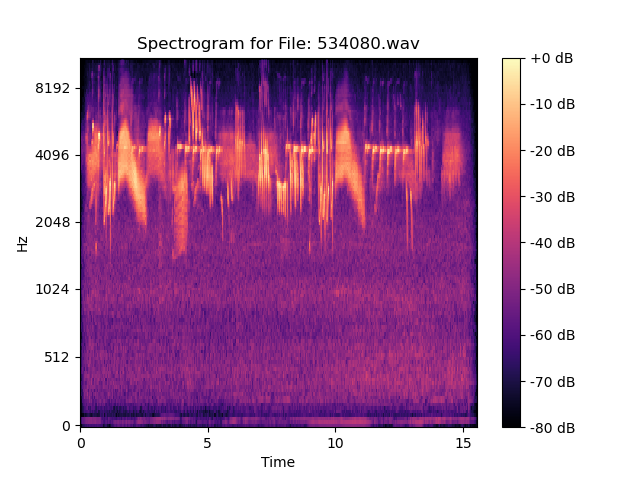 Spectrogram for File: 534080.wav
8192
4096
2048
1024
512
0
Hz
0
5
10
15
Time
+0 dB
-10 dB
-20 dB
-30 dB
-40 dB
-50 dB
-60 dB
-70 dB
-80 dB